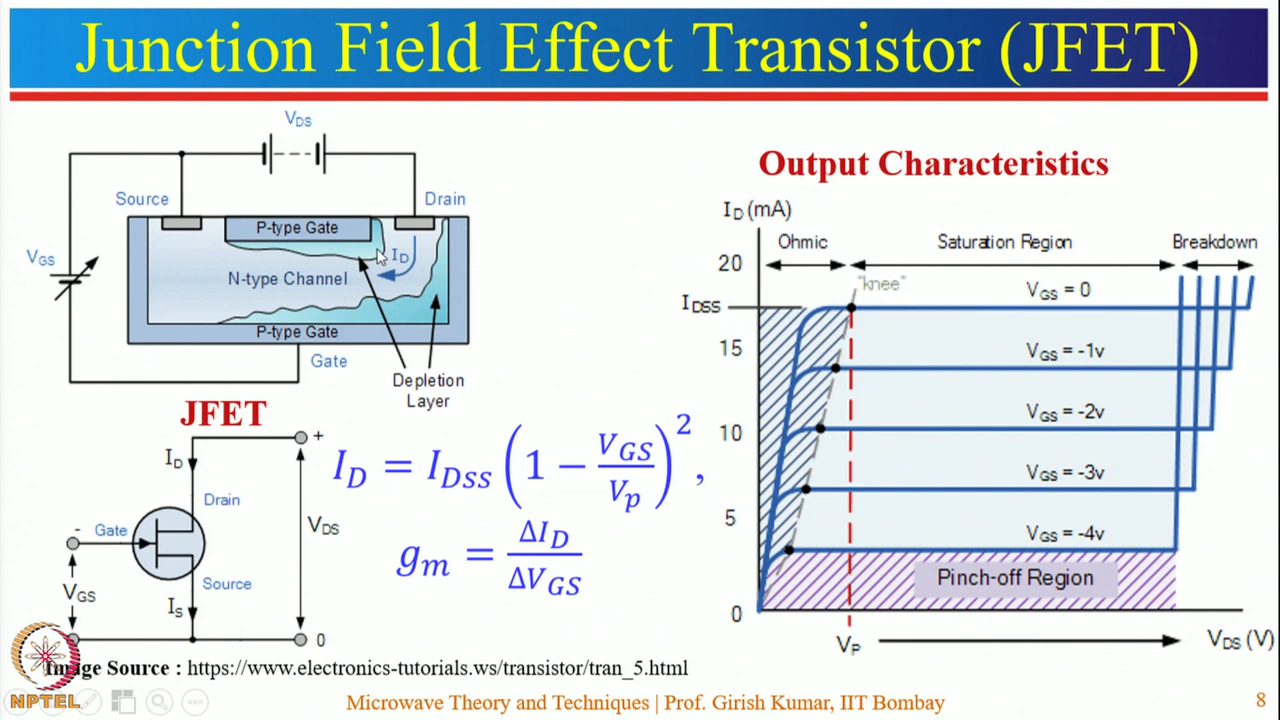 Junction Field Effect Transistor (JFET)
V_DS
Source
Drain
P-type Gate
V_GS
I_D
N-type Channel
P-type Gate
Gate
Depletion
Layer
JFET
I_D
+
Drain
-
Gate
V_DS
V_GS
Source
I_S
0
I_D = I_Dss (1 − V_GS/V_p)^2,
g_m = ΔI_D/ΔV_GS
Output Characteristics
I_D (mA)
Ohmic
Saturation Region
Breakdown
20
"knee"
I_DSS
V_GS = 0
15
V_GS = -1v
V_GS = -2v
10
V_GS = -3v
5
V_GS = -4v
Pinch-off Region
0
V_P
V_DS (V)
Image Source : https://www.electronics-tutorials.ws/transistor/tran_5.html
NPTEL
Microwave Theory and Techniques | Prof. Girish Kumar, IIT Bombay
8